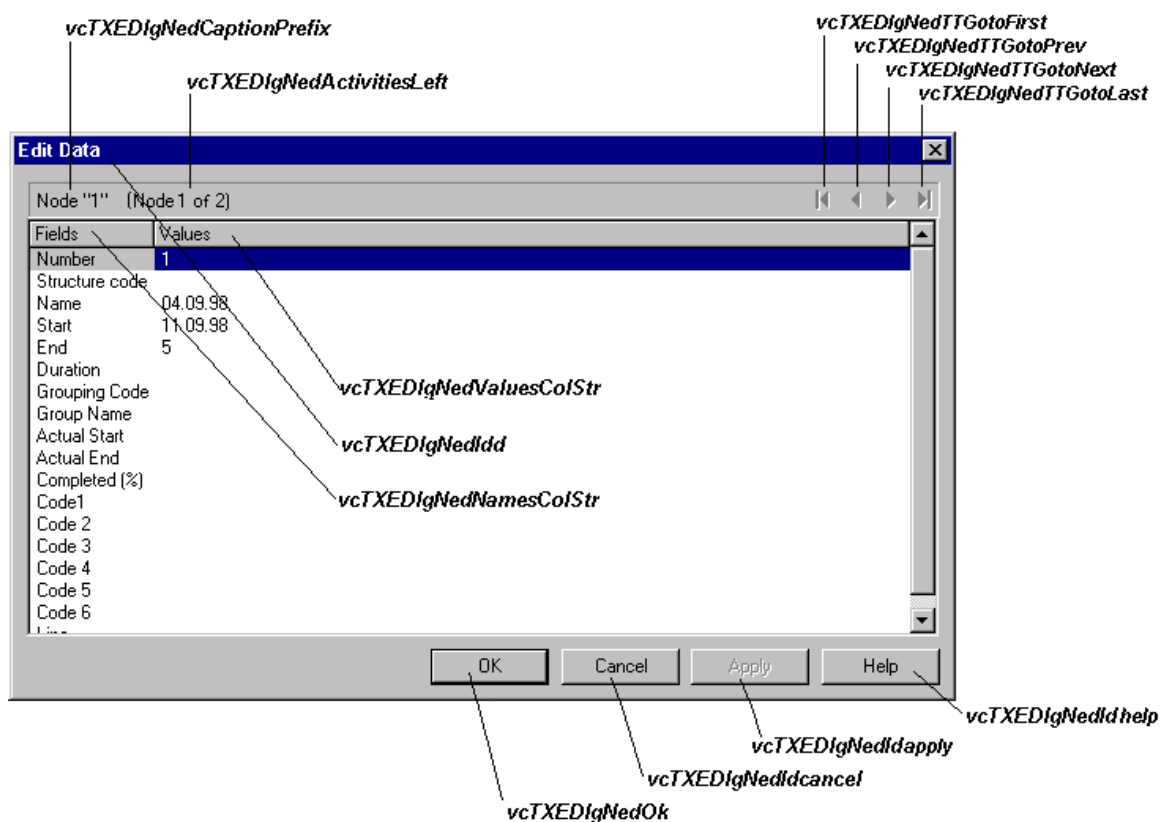 vcTXEDlgNedCaptionPrefix
vcTXEDlgNedActivitiesLeft
vcTXEDlgNedTTGotoFirst
vcTXEDlgNedTTGotoPrev
vcTXEDlgNedTTGotoNext
vcTXEDlgNedTTGotoLast
Edit Data
Node "1" (Node 1 of 2)
Fields Values
Number 1
Structure code
Name 04.09.98
Start 11.09.98
End 5
Duration
Grouping Code
Group Name
Actual Start
Actual End
Completed (%)
Code1
Code 2
Code 3
Code 4
Code 5
Code 6
vcTXEDlgNedValuesColStr
vcTXEDlgNedIdd
vcTXEDlgNedNamesColStr
OK Cancel Apply Help
vcTXEDlgNedIdhelp
vcTXEDlgNedIdapply
vcTXEDlgNedIdcancel
vcTXEDlgNedOk